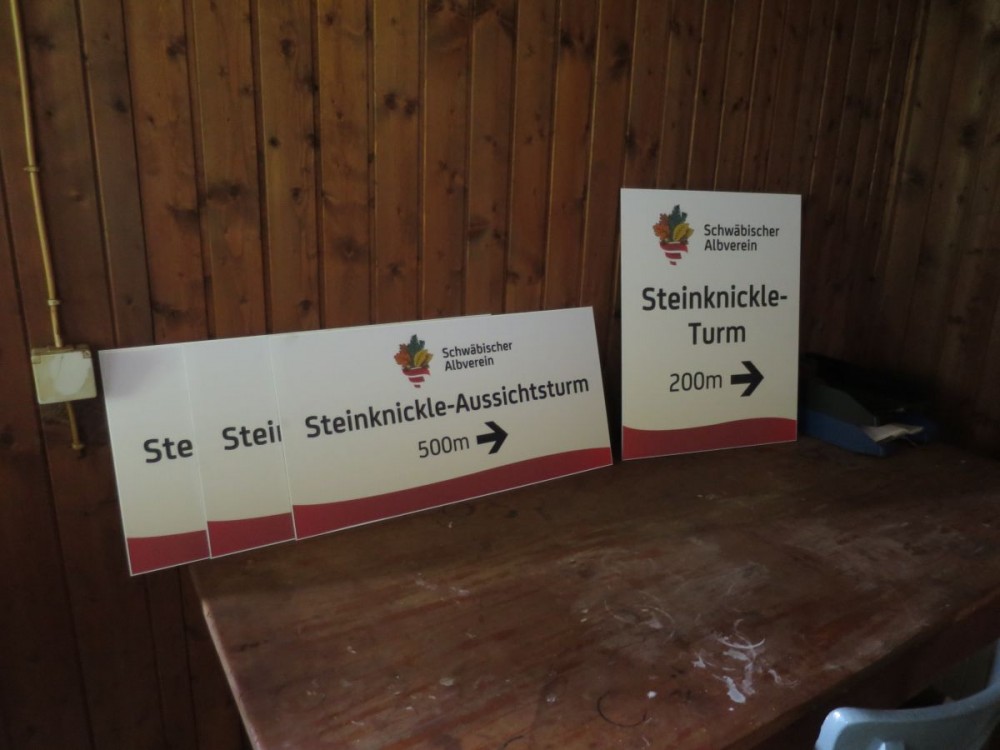 Ste
Stei
Schwäbischer
Albverein
Steinknickle-Aussichtsturm
500m
Schwäbischer
Albverein
Steinknickle-
Turm
200m